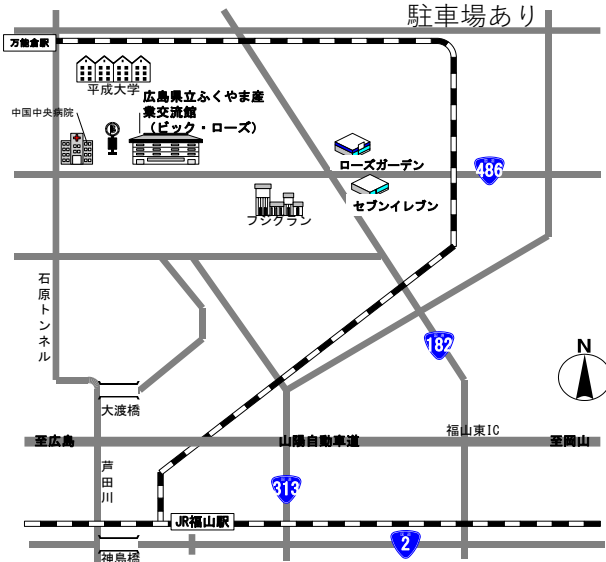 駐車場あり
万能倉駅
平成大学
広島県立ふくやま産
業交流館
(ビック・ローズ)
中国中央病院
ローズガーデン
486
セブンイレブン
フジグラン
石原トンネル
182
N
大渡橋
福山東IC
至広島
山陽自動車道
至岡山
芦田川
313
JR福山駅
2
神島橋